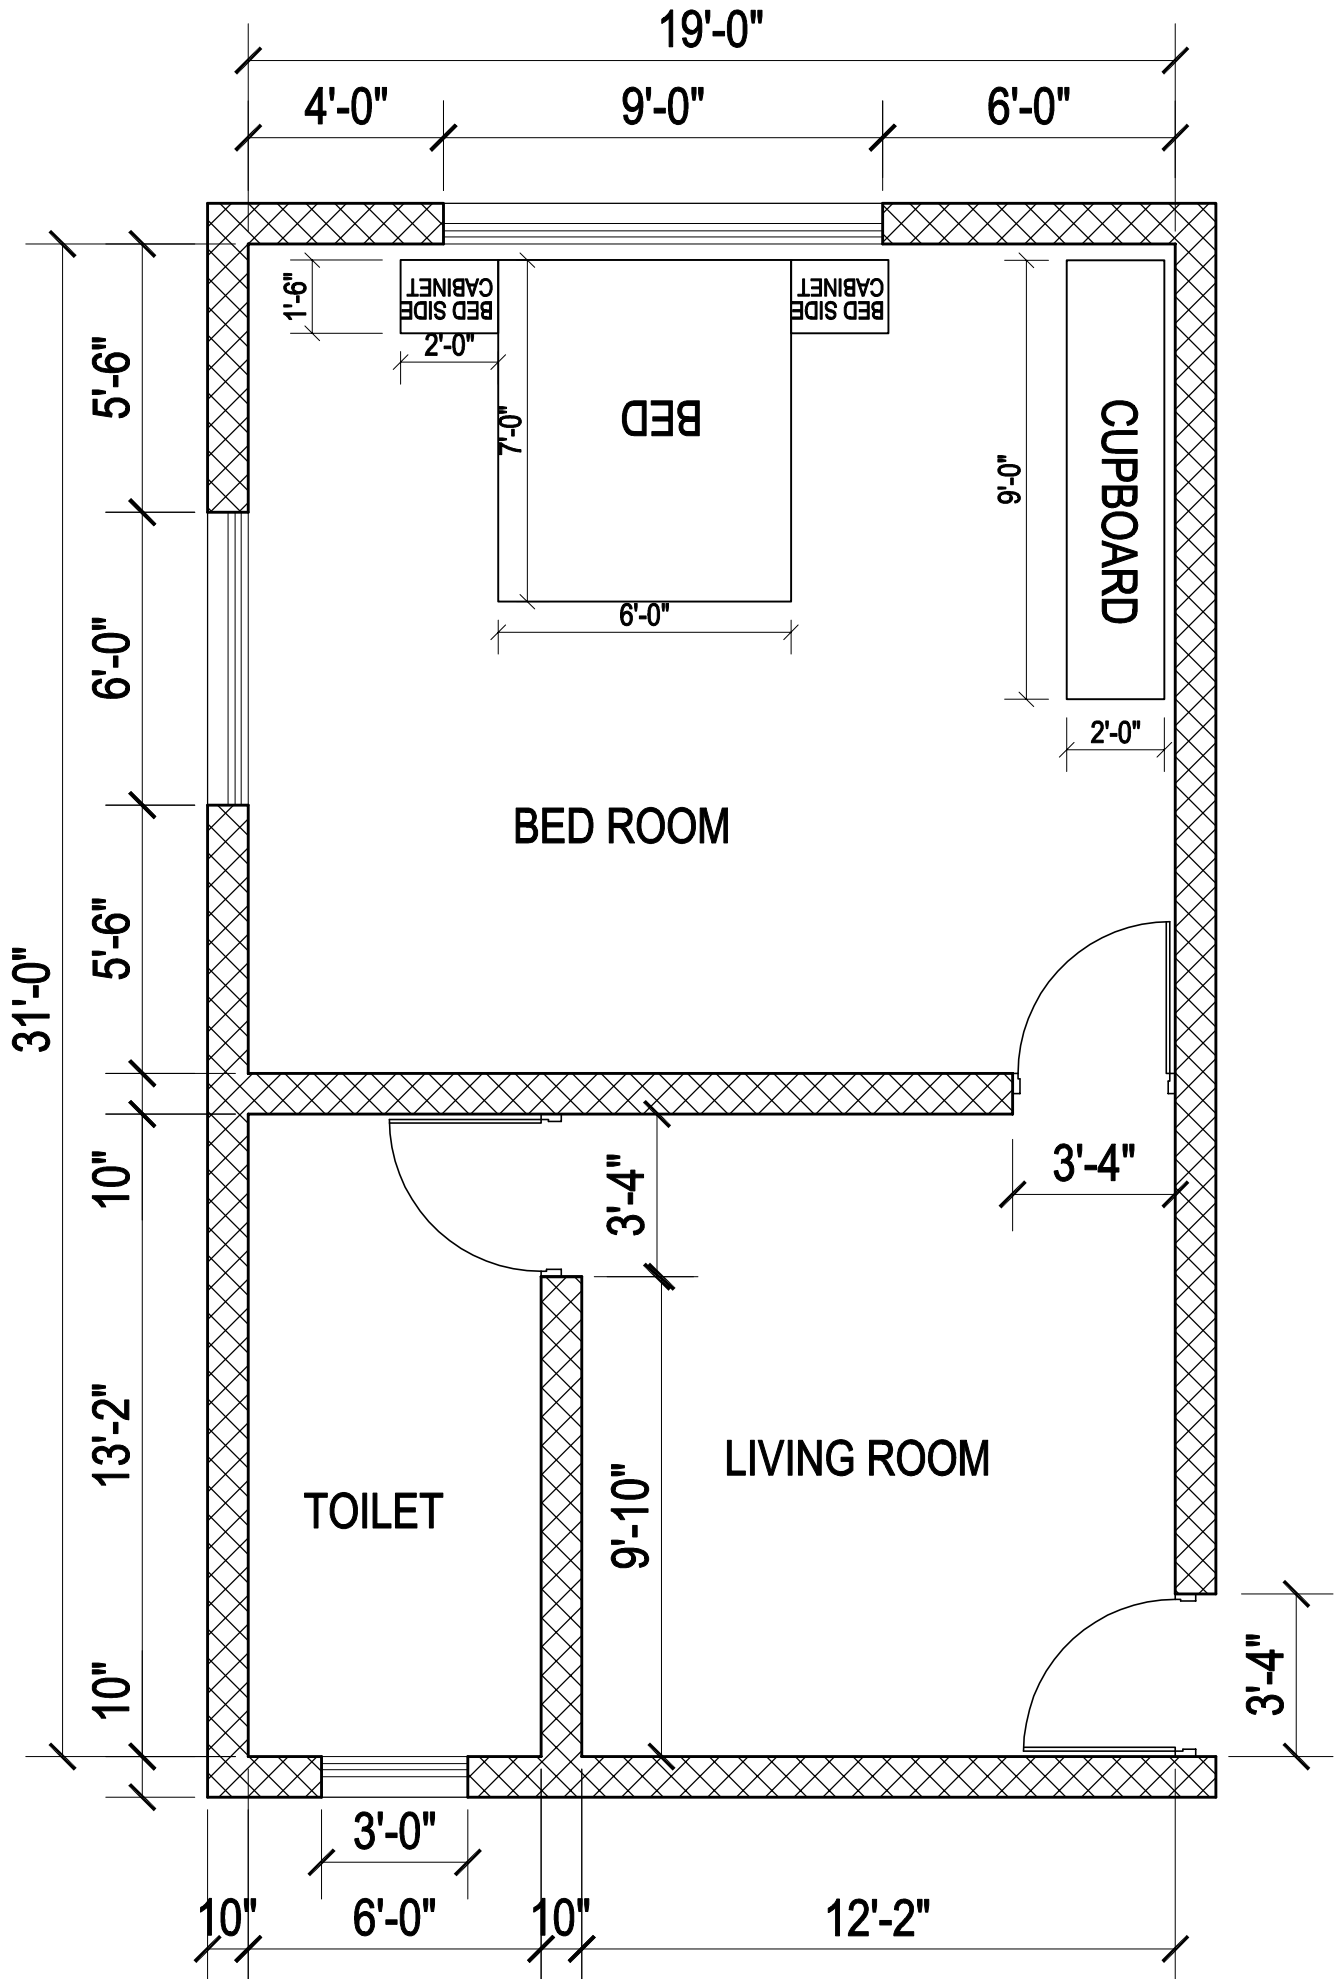 19'-0"
4'-0"
9'-0"
6'-0"
1'-6"
BED SIDE
CABINET
BED SIDE
CABINET
2'-0"
5'-6"
7'-0"
BED
9'-0"
CUPBOARD
6'-0"
6'-0"
2'-0"
BED ROOM
5'-6"
31'-0"
10"
3'-4"
3'-4"
13'-2"
LIVING ROOM
TOILET
9'-10"
10"
3'-4"
3'-0"
10"
6'-0"
10"
12'-2"